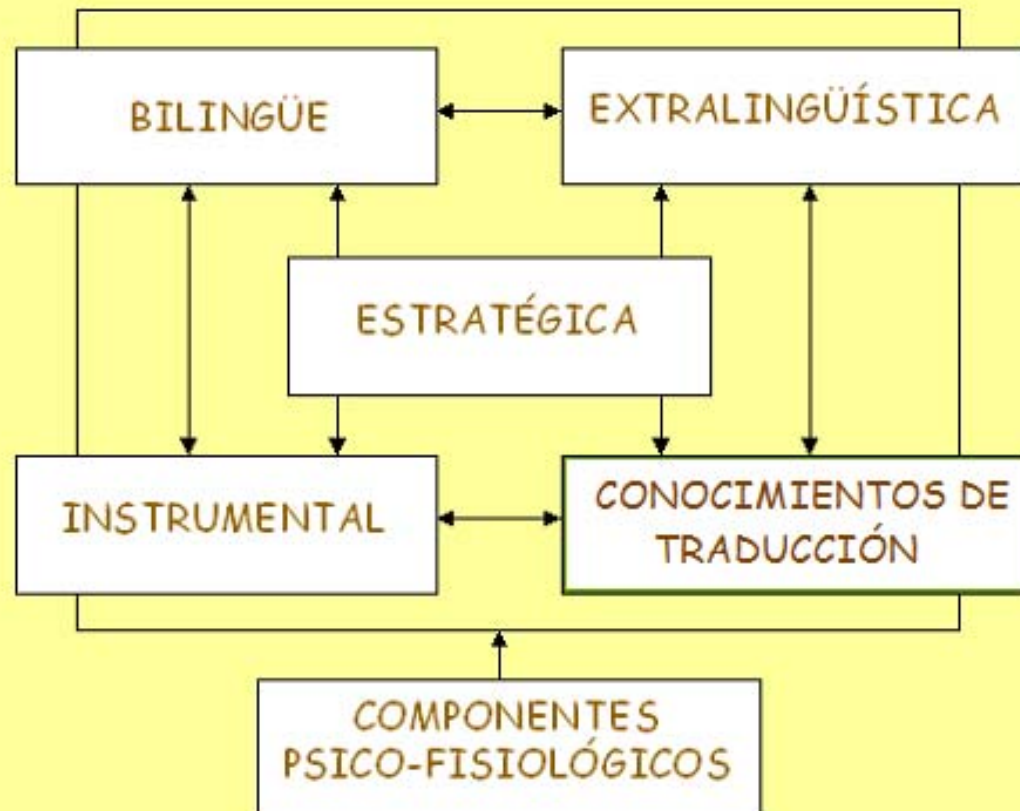 BILINGÜE
EXTRALINGÜÍSTICA
ESTRATÉGICA
INSTRUMENTAL
CONOCIMIENTOS DE
TRADUCCIÓN
COMPONENTES
PSICO-FISIOLÓGICOS